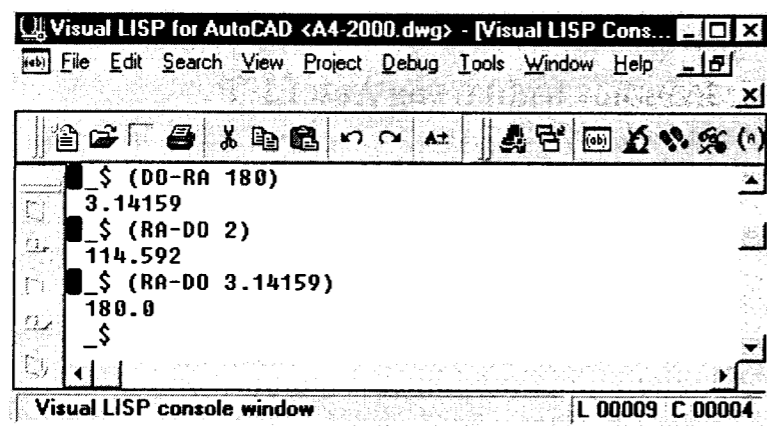 Visual LISP for AutoCAD <A4-2000.dwg> - [Visual LISP Cons...
File Edit Search View Project Debug Tools Window Help
_$ (DO-RA 180)
3.14159
_$ (RA-DO 2)
114.592
_$ (RA-DO 3.14159)
180.0
_$
Visual LISP console window L 00009 C 00004